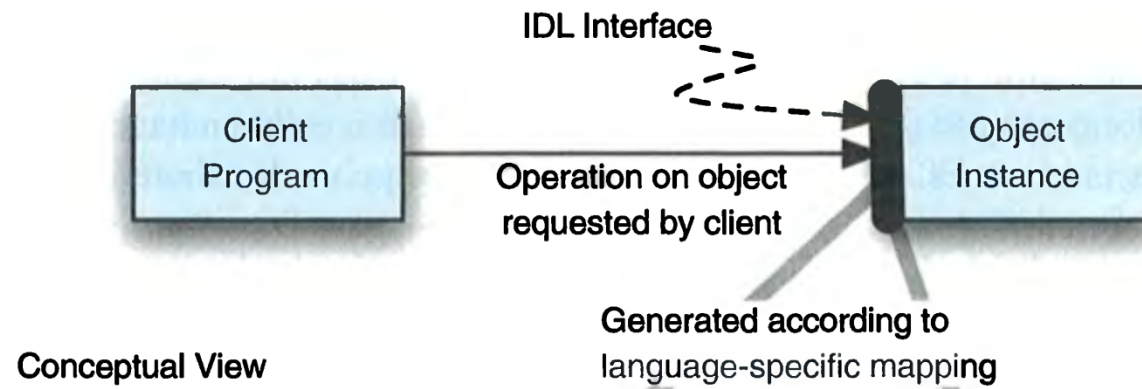 IDL Interface
Client
Program
Object
Instance
Operation on object
requested by client
Generated according to
language-specific mapping
Conceptual View